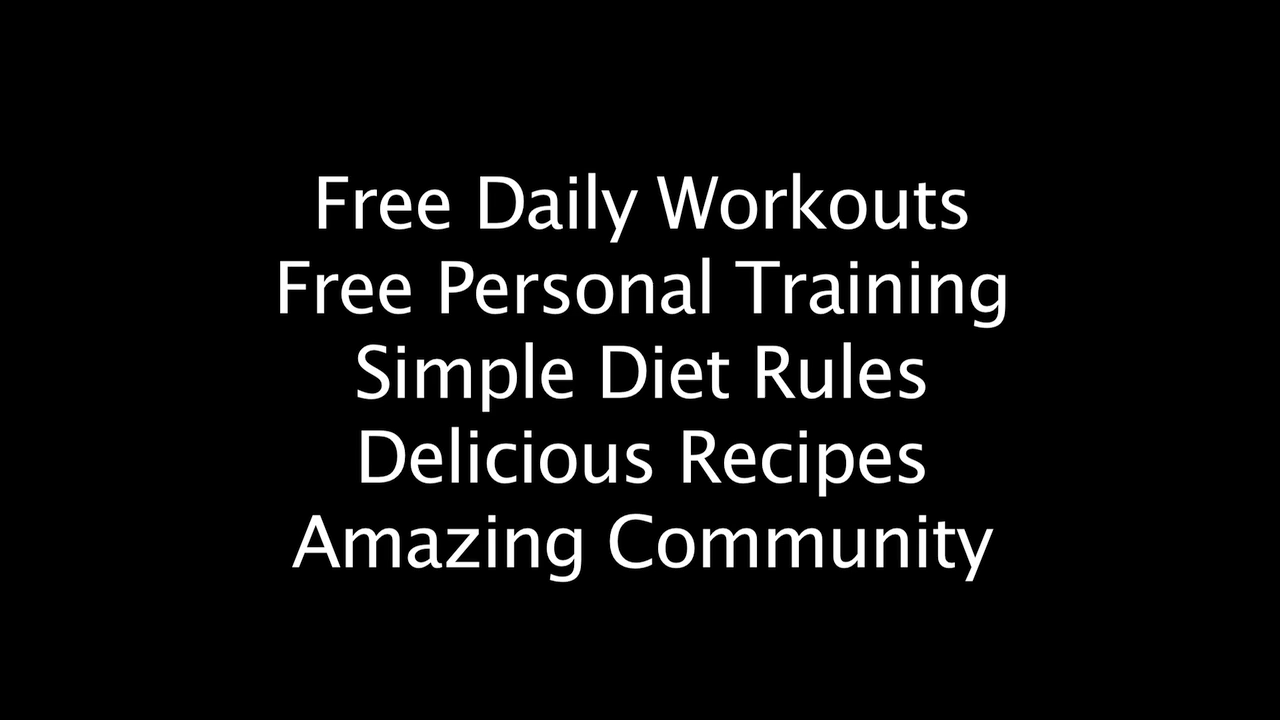 Free Daily Workouts
Free Personal Training
Simple Diet Rules
Delicious Recipes
Amazing Community